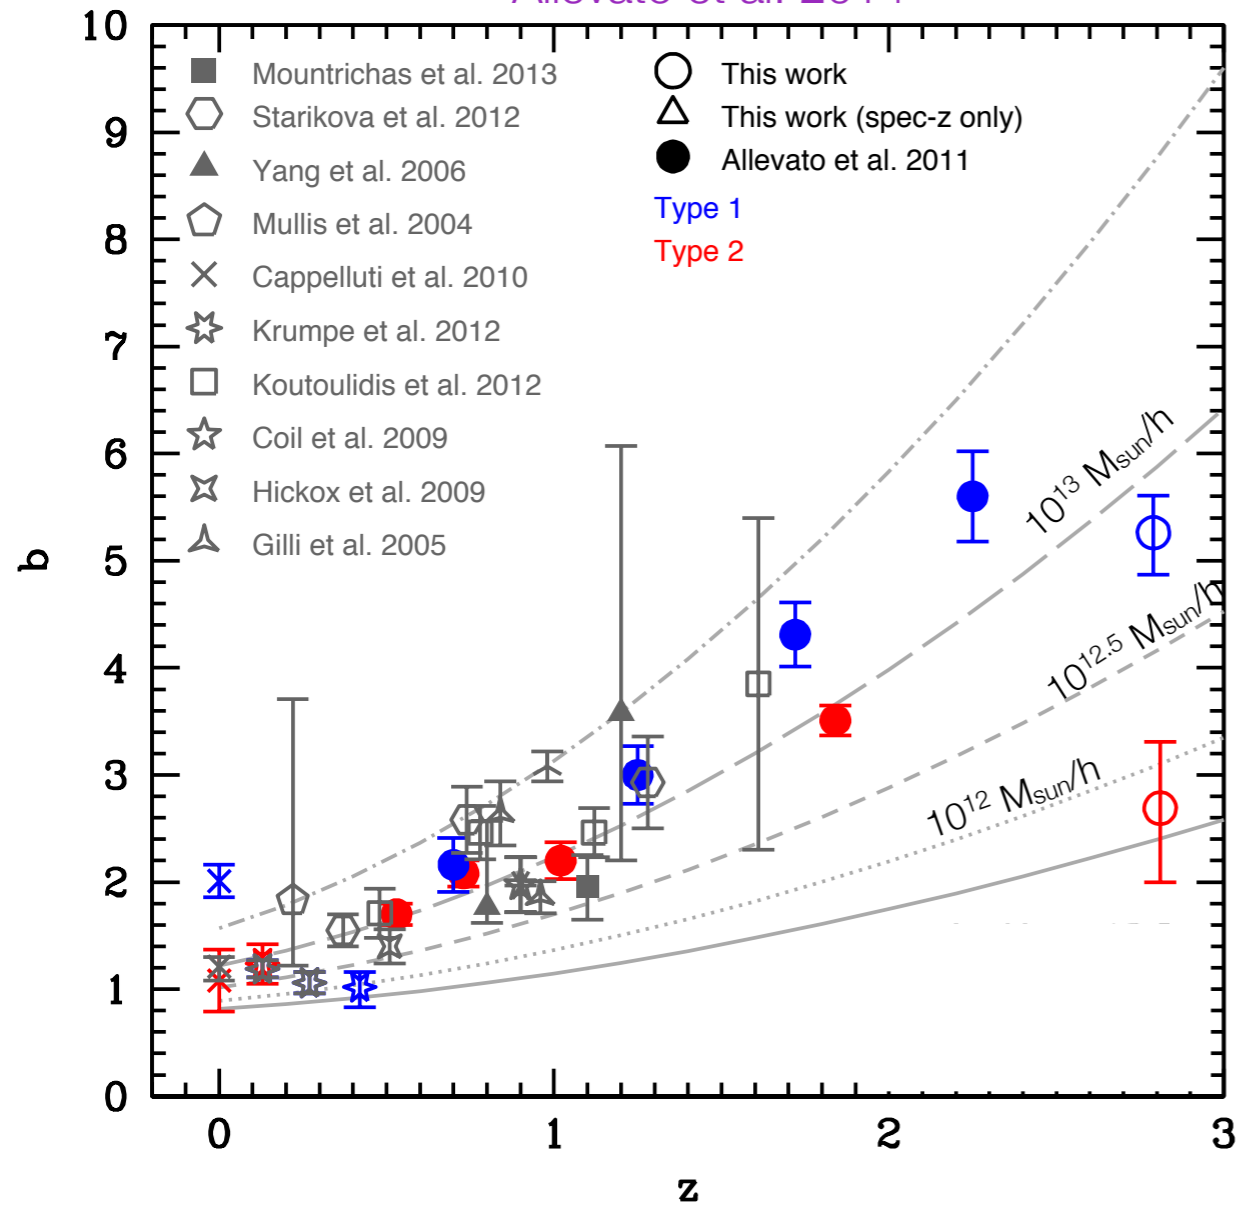 10
9
8
7
6
5
4
3
2
1
0
b
Mountrichas et al. 2013
Starikova et al. 2012
Yang et al. 2006
Mullis et al. 2004
Cappelluti et al. 2010
Krumpe et al. 2012
Koutoulidis et al. 2012
Coil et al. 2009
Hickox et al. 2009
Gilli et al. 2005
This work
This work (spec-z only)
Allevato et al. 2011
Type 1
Type 2
10¹³ Msun/h
10¹²·⁵ Msun/h
10¹² Msun/h
0 1 2 3
z